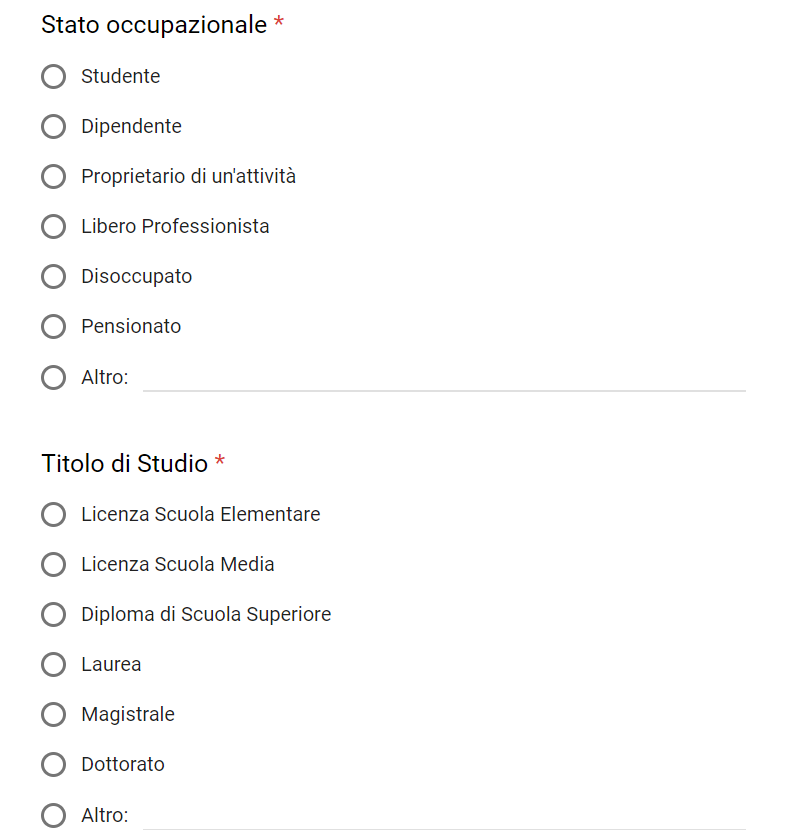 Stato occupazionale *
Studente
Dipendente
Proprietario di un'attività
Libero Professionista
Disoccupato
Pensionato
Altro:
Titolo di Studio *
Licenza Scuola Elementare
Licenza Scuola Media
Diploma di Scuola Superiore
Laurea
Magistrale
Dottorato
Altro: